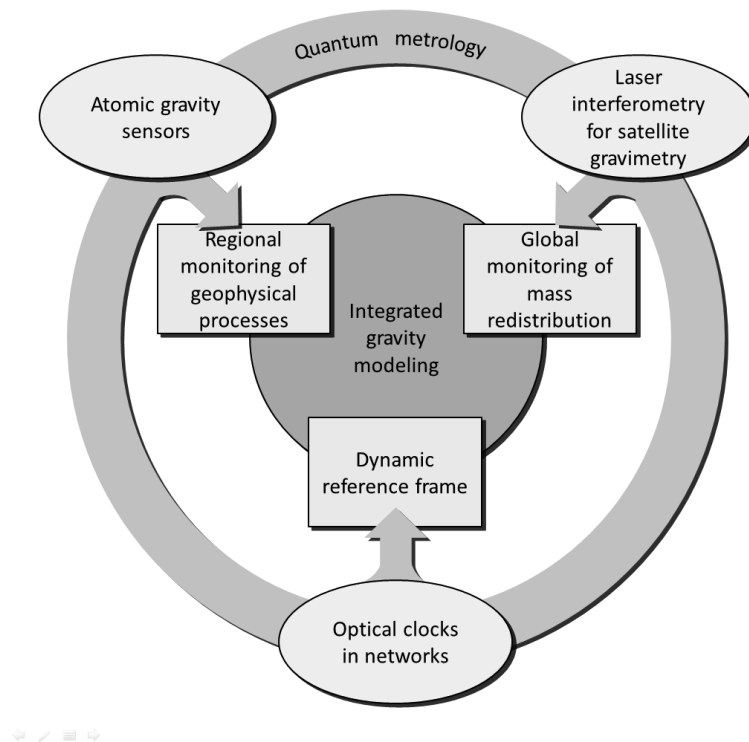 Quantum metrology
Atomic gravity
sensors
Laser
interferometry
for satellite
gravimetry
Regional
monitoring of
geophysical
processes
Global
monitoring of
mass
redistribution
Integrated
gravity
modeling
Dynamic
reference frame
Optical clocks
in networks